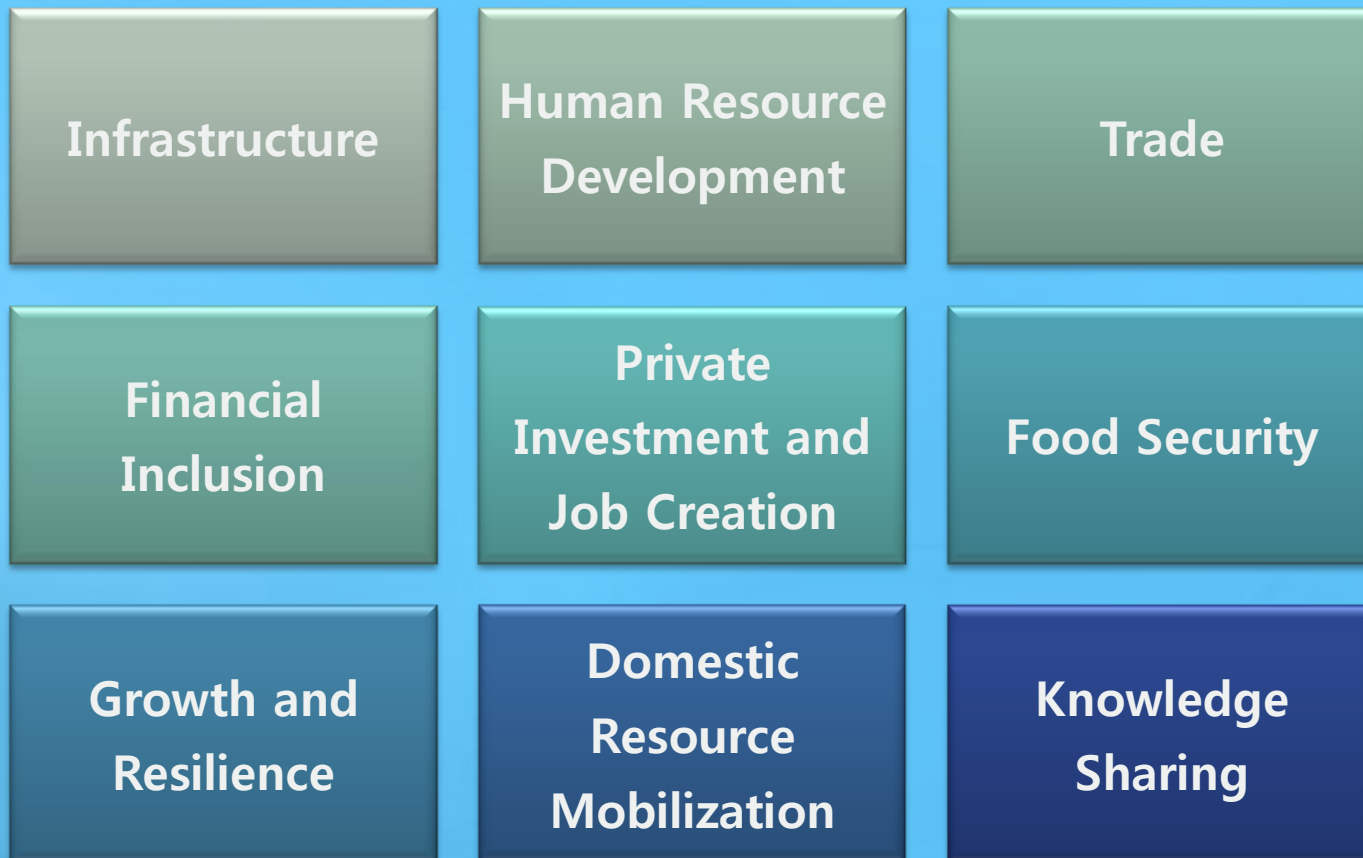 Infrastructure
Human Resource
Development
Trade
Financial
Inclusion
Private
Investment and
Job Creation
Food Security
Growth and
Resilience
Domestic
Resource
Mobilization
Knowledge
Sharing